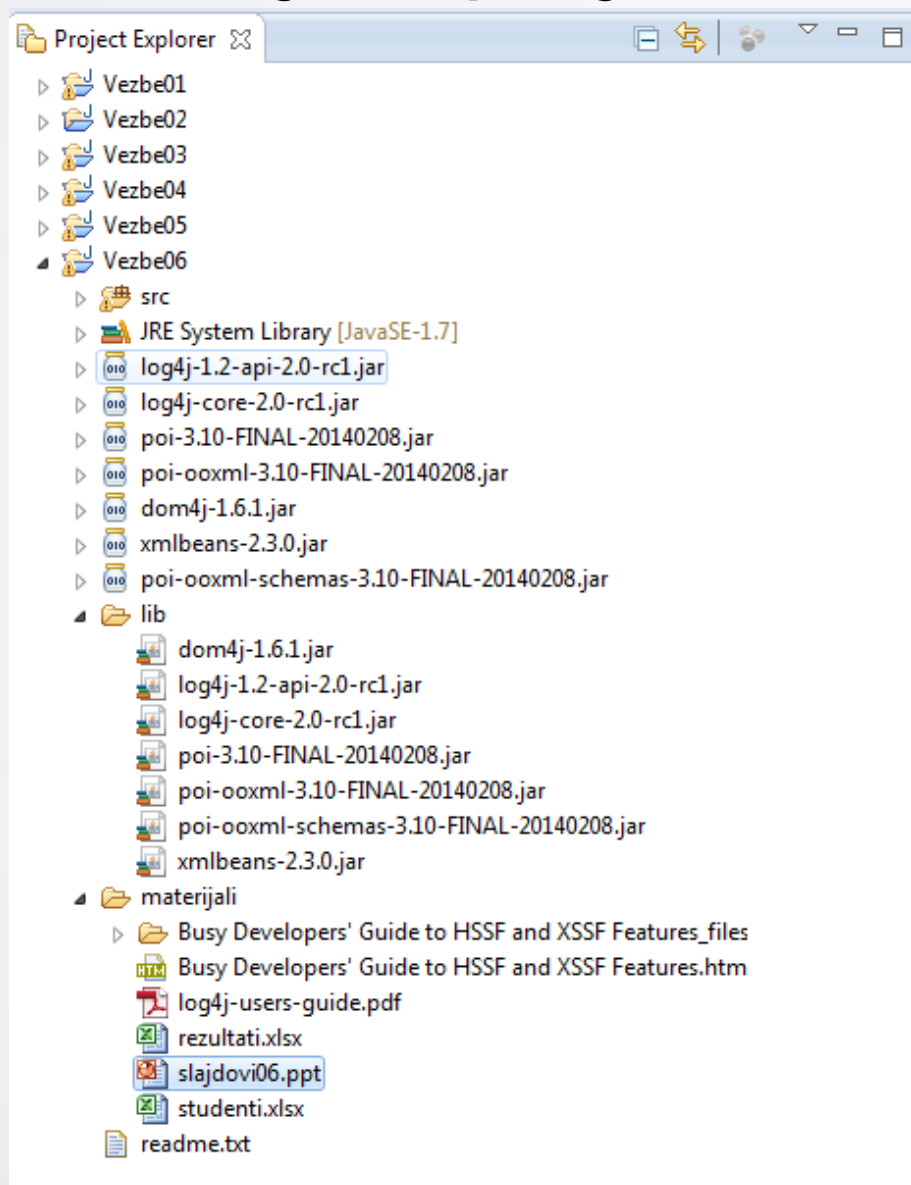 Project Explorer
Vezbe01
Vezbe02
Vezbe03
Vezbe04
Vezbe05
Vezbe06
src
JRE System Library [JavaSE-1.7]
log4j-1.2-api-2.0-rc1.jar
log4j-core-2.0-rc1.jar
poi-3.10-FINAL-20140208.jar
poi-ooxml-3.10-FINAL-20140208.jar
dom4j-1.6.1.jar
xmlbeans-2.3.0.jar
poi-ooxml-schemas-3.10-FINAL-20140208.jar
lib
dom4j-1.6.1.jar
log4j-1.2-api-2.0-rc1.jar
log4j-core-2.0-rc1.jar
poi-3.10-FINAL-20140208.jar
poi-ooxml-3.10-FINAL-20140208.jar
poi-ooxml-schemas-3.10-FINAL-20140208.jar
xmlbeans-2.3.0.jar
materijali
Busy Developers' Guide to HSSF and XSSF Features_files
Busy Developers' Guide to HSSF and XSSF Features.htm
log4j-users-guide.pdf
rezultati.xlsx
slajdovi06.ppt
studenti.xlsx
readme.txt